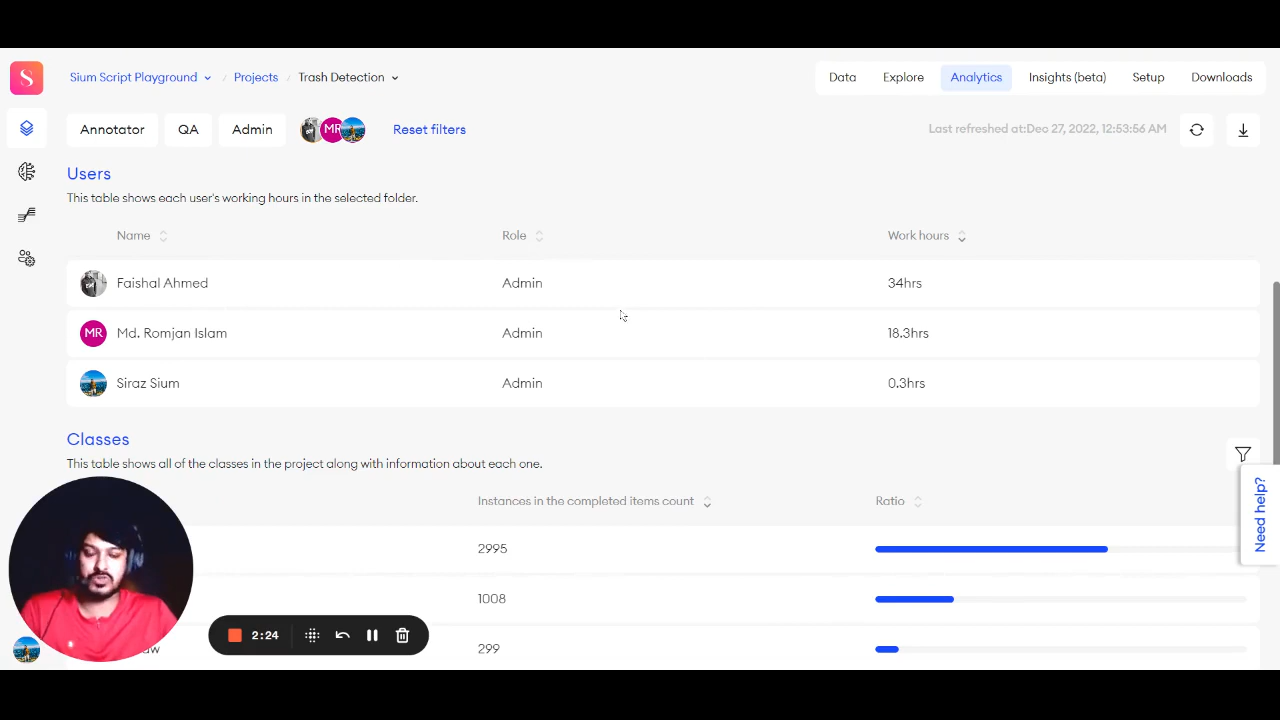 S
Sium Script Playground / Projects / Trash Detection
Data Explore Analytics Insights (beta) Setup Downloads
Annotator QA Admin MR Reset filters
Last refreshed at:Dec 27, 2022, 12:53:56 AM
Users
This table shows each user's working hours in the selected folder.
Name Role Work hours
Faishal Ahmed Admin 34hrs
MR Md. Romjan Islam Admin 18.3hrs
Siraz Sium Admin 0.3hrs
Classes
This table shows all of the classes in the project along with information about each one.
Instances in the completed items count Ratio
2995
1008
299
Need help?
2:24